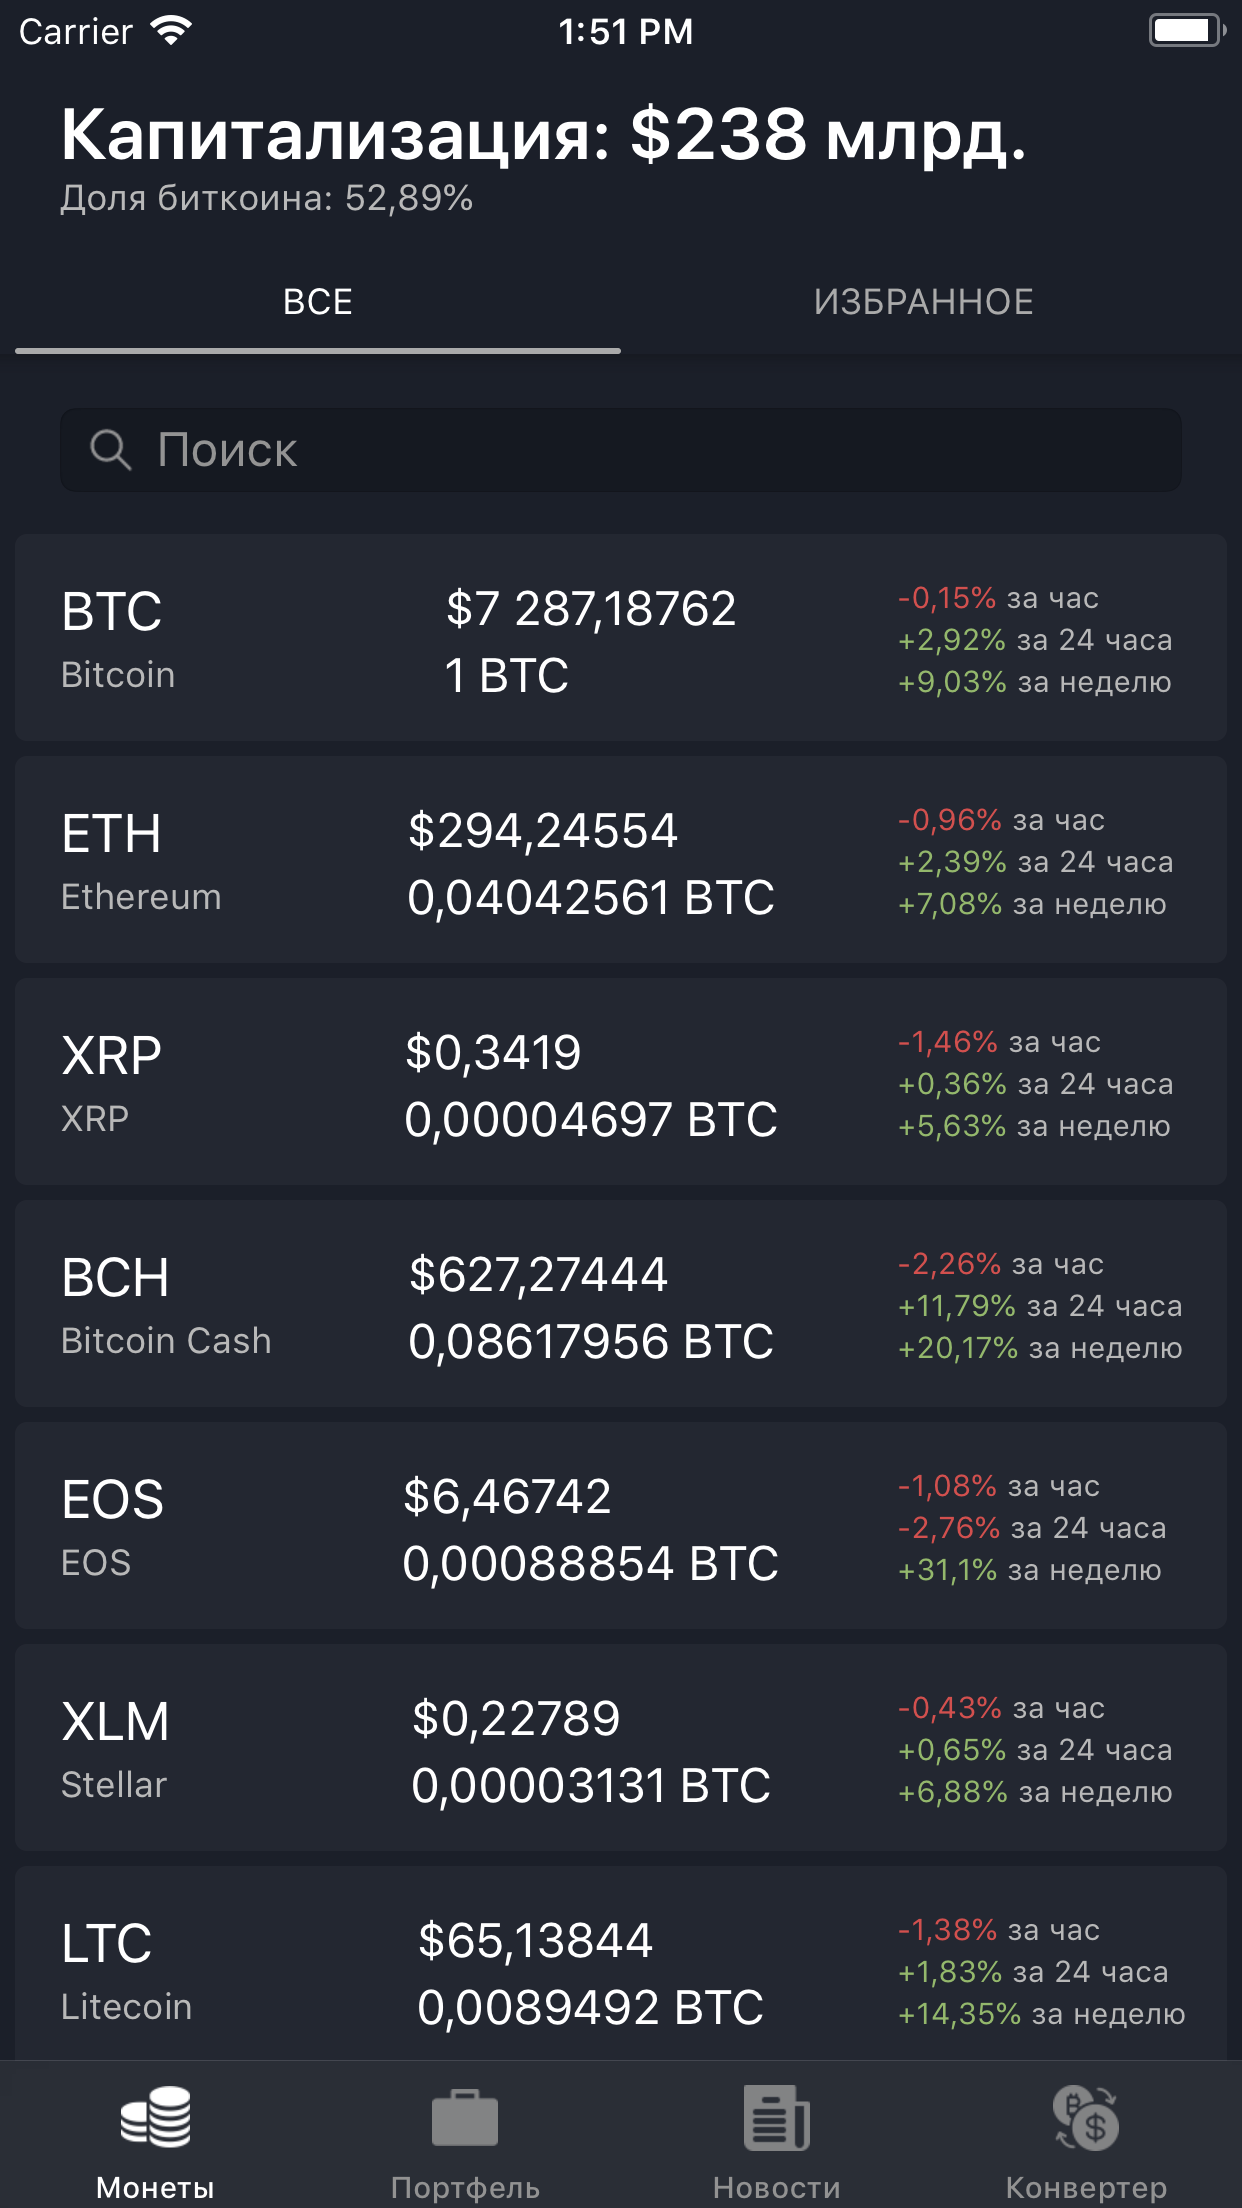 Carrier 1:51 PM
Капитализация: $238 млрд.
Доля биткоина: 52,89%
ВСЕ ИЗБРАННОЕ
Поиск
BTC
Bitcoin
$7 287,18762
1 BTC
-0,15% за час
+2,92% за 24 часа
+9,03% за неделю
ETH
Ethereum
$294,24554
0,04042561 BTC
-0,96% за час
+2,39% за 24 часа
+7,08% за неделю
XRP
XRP
$0,3419
0,00004697 BTC
-1,46% за час
+0,36% за 24 часа
+5,63% за неделю
BCH
Bitcoin Cash
$627,27444
0,08617956 BTC
-2,26% за час
+11,79% за 24 часа
+20,17% за неделю
EOS
EOS
$6,46742
0,00088854 BTC
-1,08% за час
-2,76% за 24 часа
+31,1% за неделю
XLM
Stellar
$0,22789
0,00003131 BTC
-0,43% за час
+0,65% за 24 часа
+6,88% за неделю
LTC
Litecoin
$65,13844
0,0089492 BTC
-1,38% за час
+1,83% за 24 часа
+14,35% за неделю
Монеты Портфель Новости Конвертер